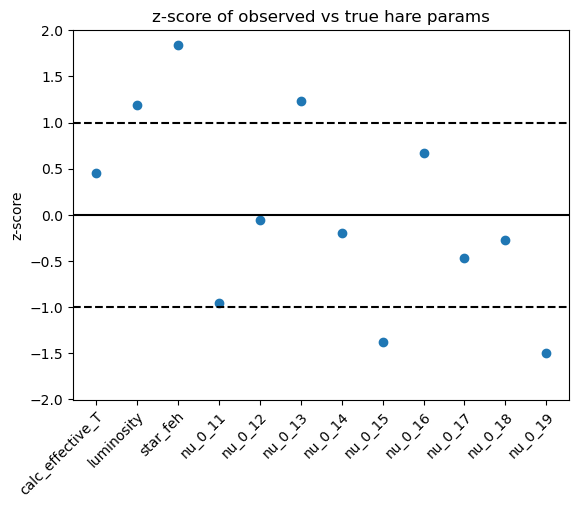 z-score of observed vs true hare params
z-score
2.0
1.5
1.0
0.5
0.0
−0.5
−1.0
−1.5
−2.0
calc_effective_T
luminosity
star_feh
nu_0_11
nu_0_12
nu_0_13
nu_0_14
nu_0_15
nu_0_16
nu_0_17
nu_0_18
nu_0_19